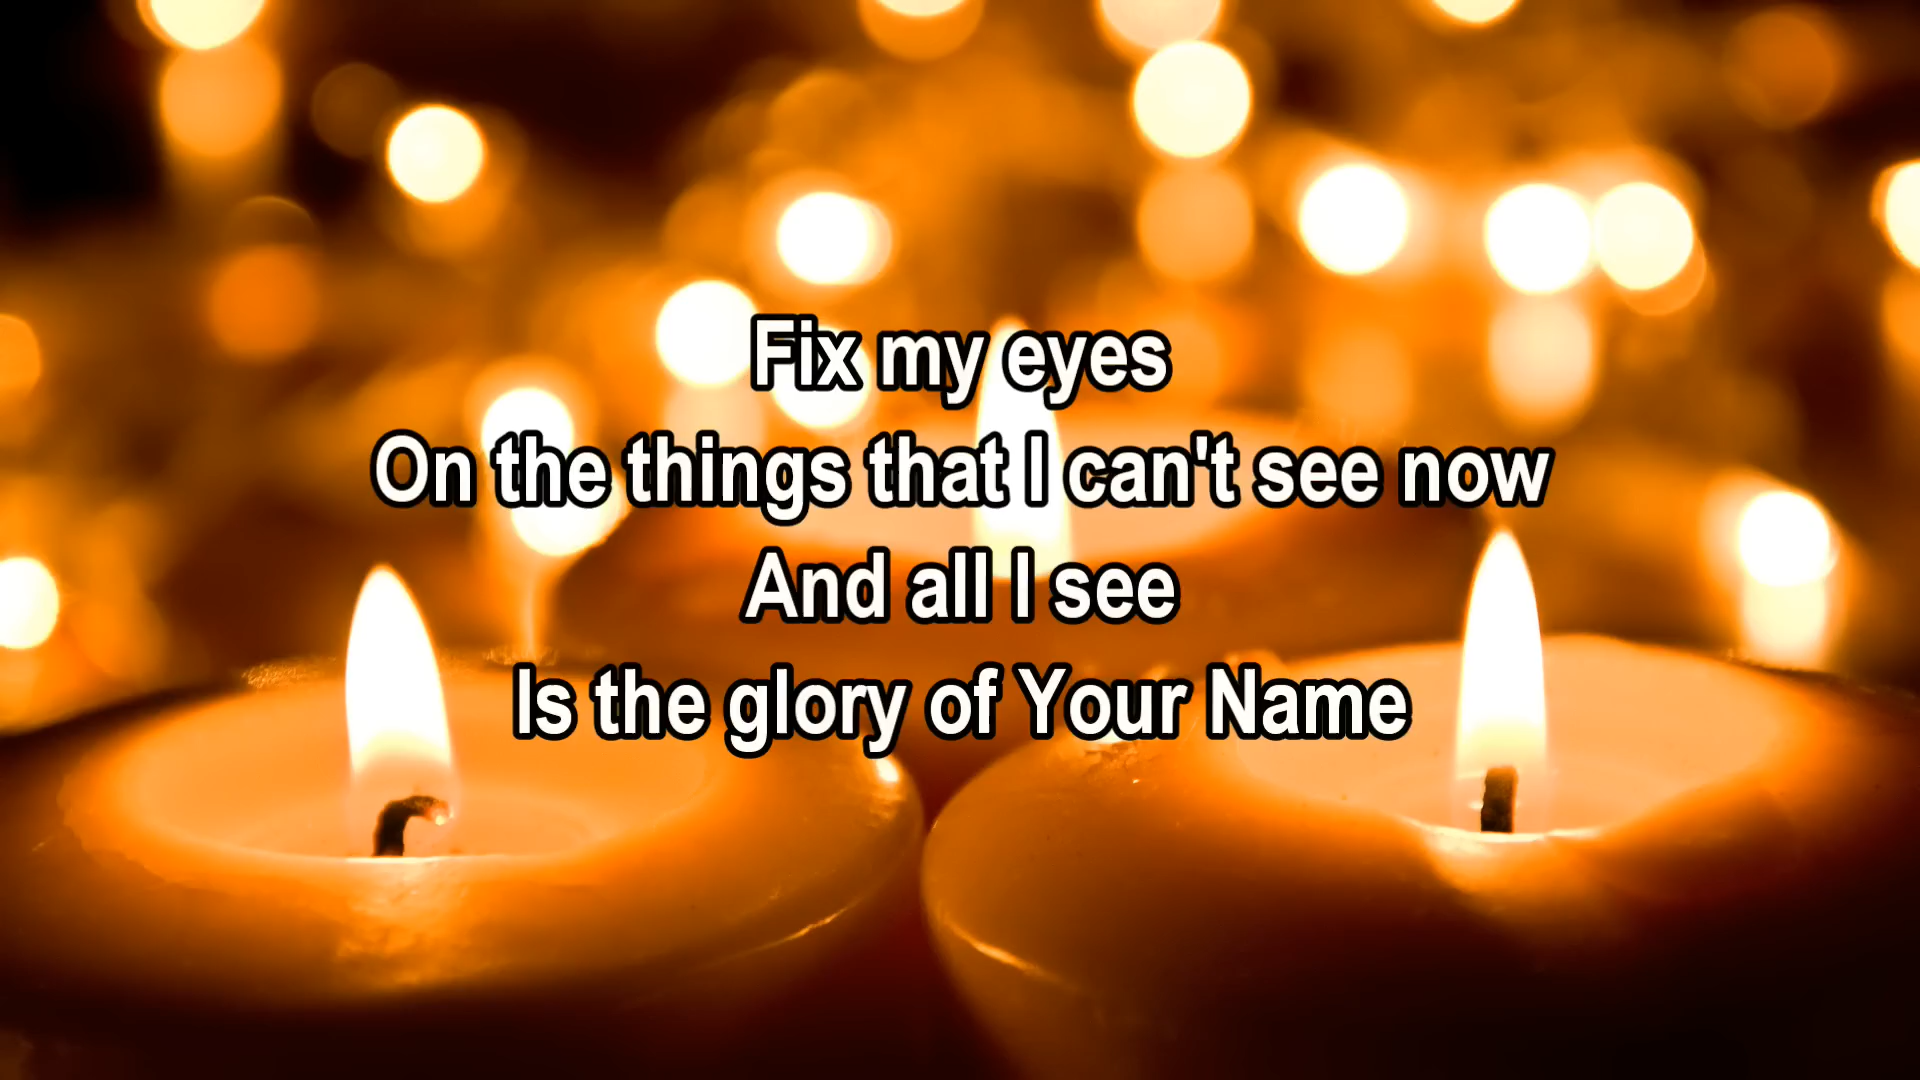 Fix my eyes
On the things that I can't see now
And all I see
Is the glory of Your Name